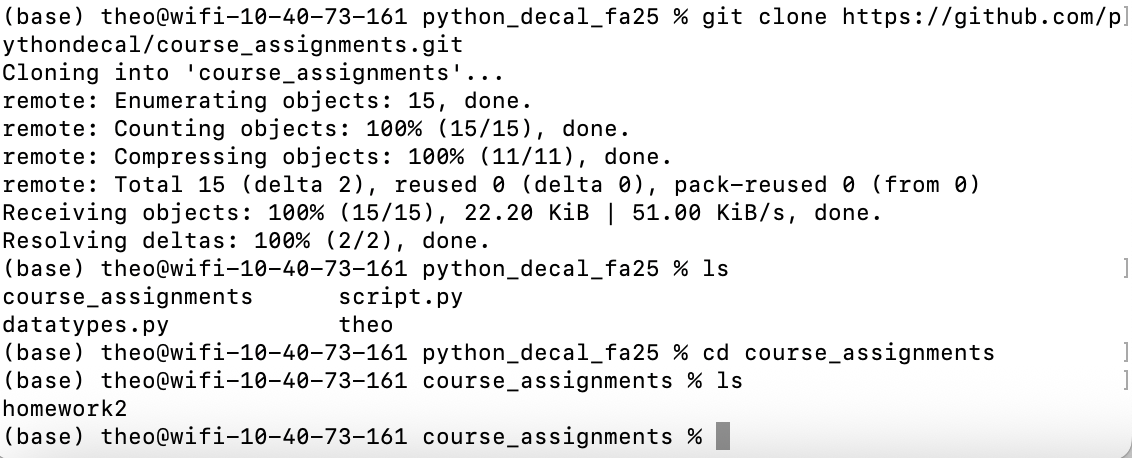 (base) theo@wifi-10-40-73-161 python_decal_fa25 % git clone https://github.com/p]
ythondecal/course_assignments.git
Cloning into 'course_assignments'...
remote: Enumerating objects: 15, done.
remote: Counting objects: 100% (15/15), done.
remote: Compressing objects: 100% (11/11), done.
remote: Total 15 (delta 2), reused 0 (delta 0), pack-reused 0 (from 0)
Receiving objects: 100% (15/15), 22.20 KiB | 51.00 KiB/s, done.
Resolving deltas: 100% (2/2), done.
(base) theo@wifi-10-40-73-161 python_decal_fa25 % ls ]
course_assignments script.py
datatypes.py theo
(base) theo@wifi-10-40-73-161 python_decal_fa25 % cd course_assignments ]
(base) theo@wifi-10-40-73-161 course_assignments % ls ]
homework2
(base) theo@wifi-10-40-73-161 course_assignments %